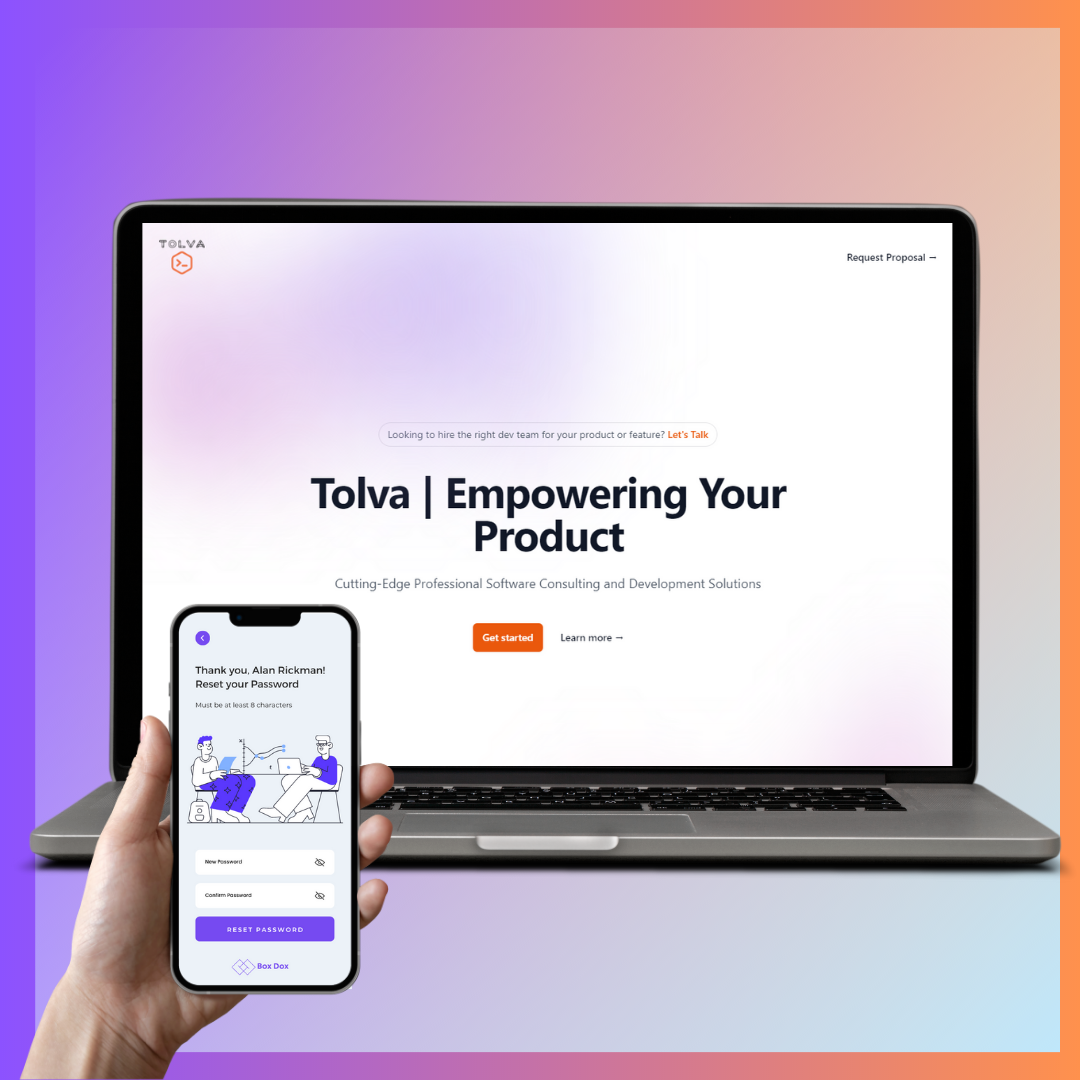 TOLVA
Request Proposal →
Looking to hire the right dev team for your product or feature? Let's Talk
Tolva | Empowering Your
Product
Cutting-Edge Professional Software Consulting and Development Solutions
Get started
Learn more →
Thank you, Alan Rickman!
Reset your Password
Must be at least 8 characters
New Password
Confirm Password
RESET PASSWORD
Box Dox